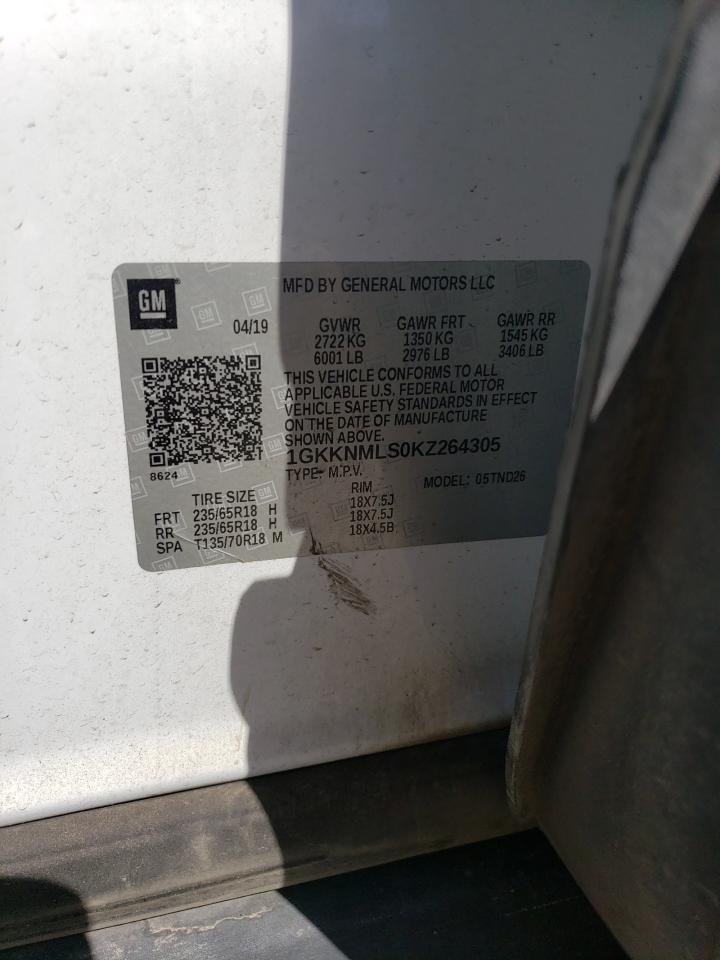 GM
MFD BY GENERAL MOTORS LLC
04/19
GVWR GAWR FRT GAWR RR
2722 KG 1350 KG 1545 KG
6001 LB 2976 LB 3406 LB
THIS VEHICLE CONFORMS TO ALL
APPLICABLE U.S. FEDERAL MOTOR
VEHICLE SAFETY STANDARDS IN EFFECT
ON THE DATE OF MANUFACTURE
SHOWN ABOVE.
1GKKNMLS0KZ264305
8624
TYPE: M.P.V. MODEL: 05TND26
TIRE SIZE RIM
FRT 235/65R18 H 18X7.5J
RR 235/65R18 H 18X7.5J
SPA T135/70R18 M 18X4.5B